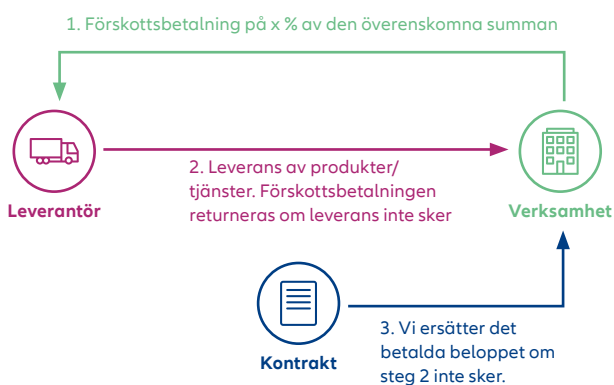 1. Förskottsbetalning på x % av den överenskomna summan
2. Leverans av produkter/
tjänster. Förskottsbetalningen
returneras om leverans inte sker
Leverantör
Verksamhet
3. Vi ersätter det
betalda beloppet om
steg 2 inte sker.
Kontrakt